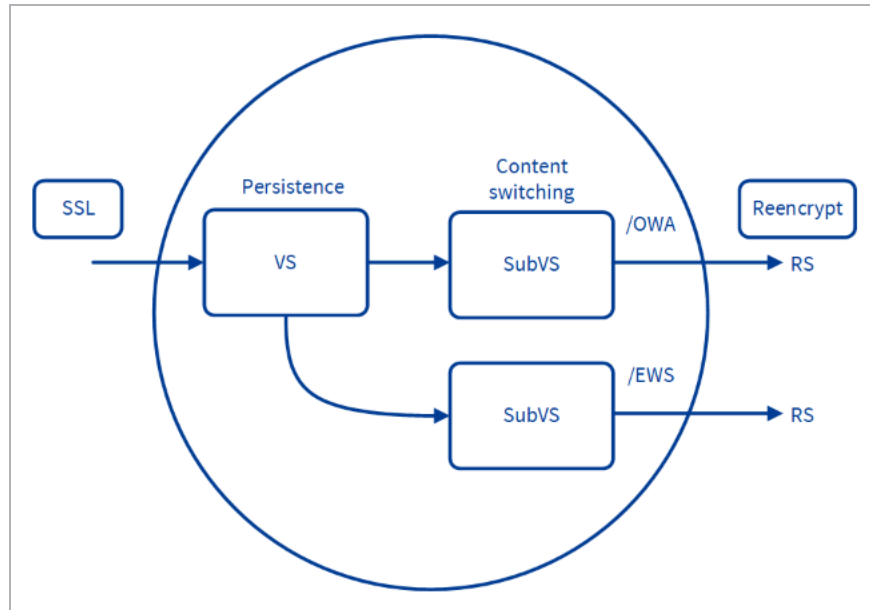 Content
switching
Persistence
SSL
/OWA
Reencrypt
VS
SubVS
RS
/EWS
SubVS
RS